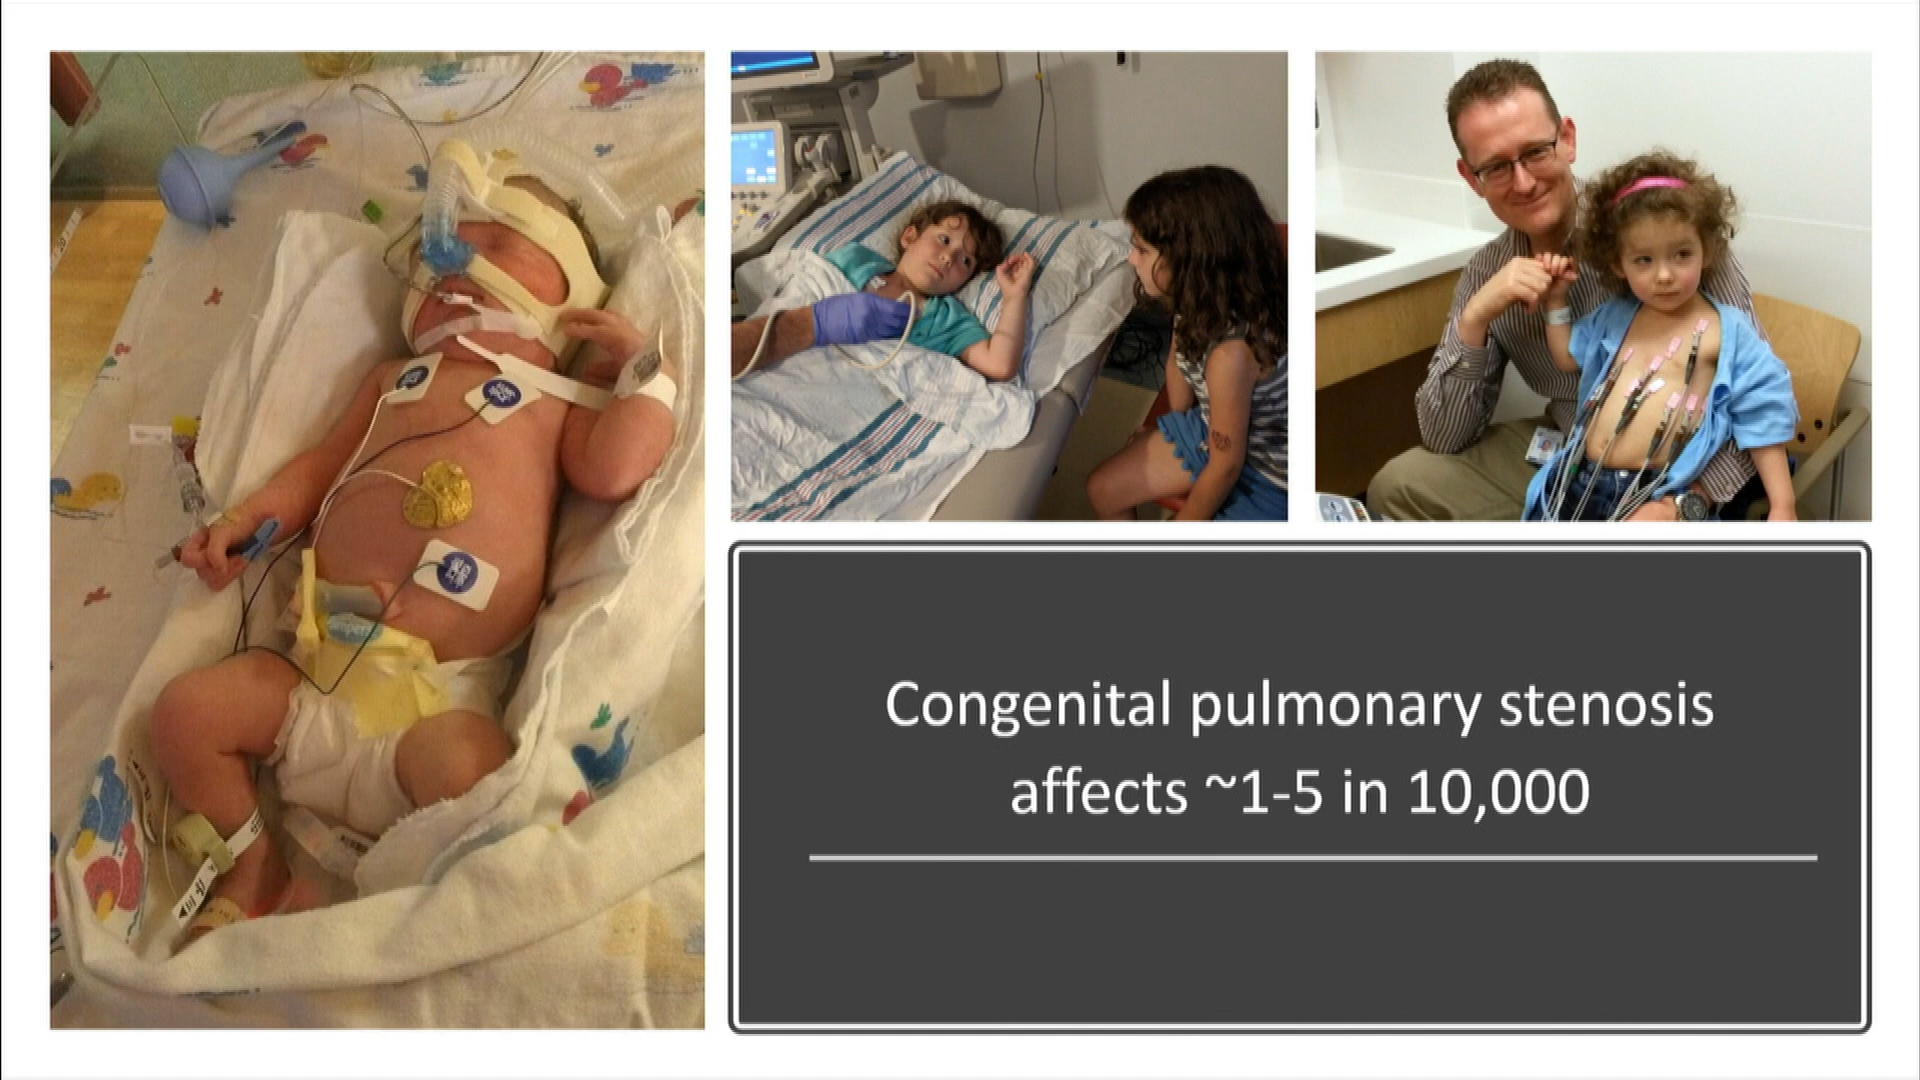 Congenital pulmonary stenosis
affects ~1-5 in 10,000